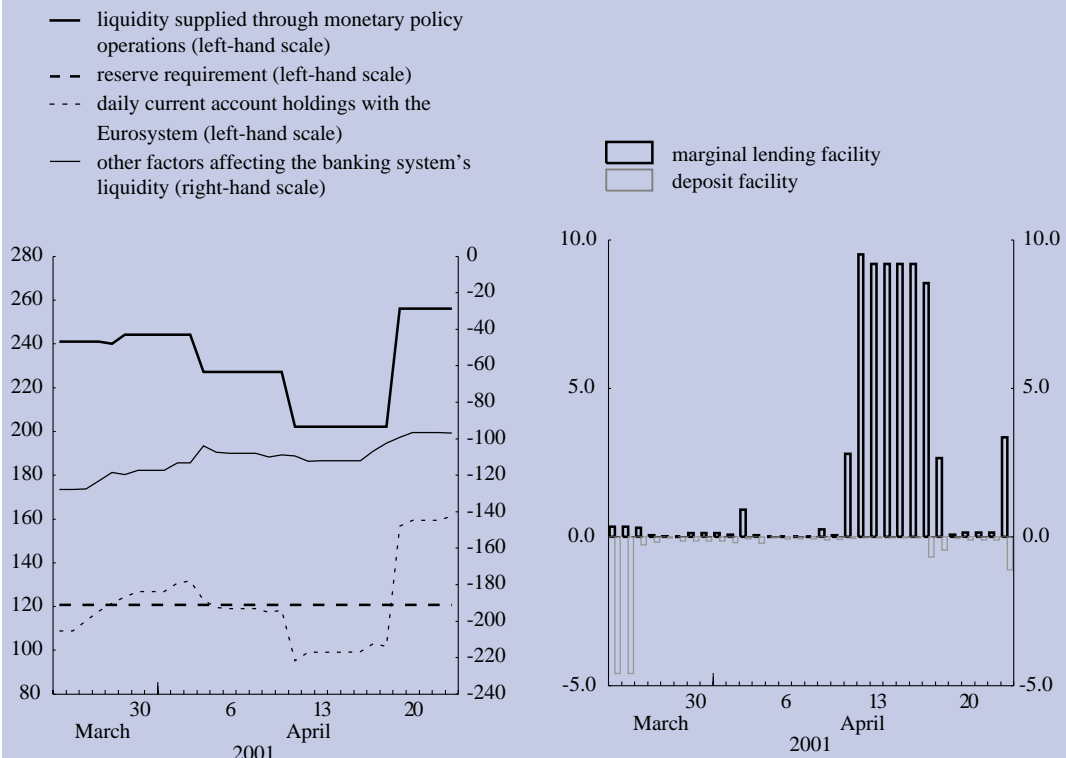 liquidity supplied through monetary policy
operations (left-hand scale)
reserve requirement (left-hand scale)
daily current account holdings with the
Eurosystem (left-hand scale)
other factors affecting the banking system's
liquidity (right-hand scale)
280
260
240
220
200
180
160
140
120
100
80
0
-20
-40
-60
-80
-100
-120
-140
-160
-180
-200
-220
-240
30 6 13 20
March April
2001
marginal lending facility
deposit facility
10.0 10.0
5.0 5.0
0.0 0.0
-5.0 -5.0
30 6 13 20
March April
2001